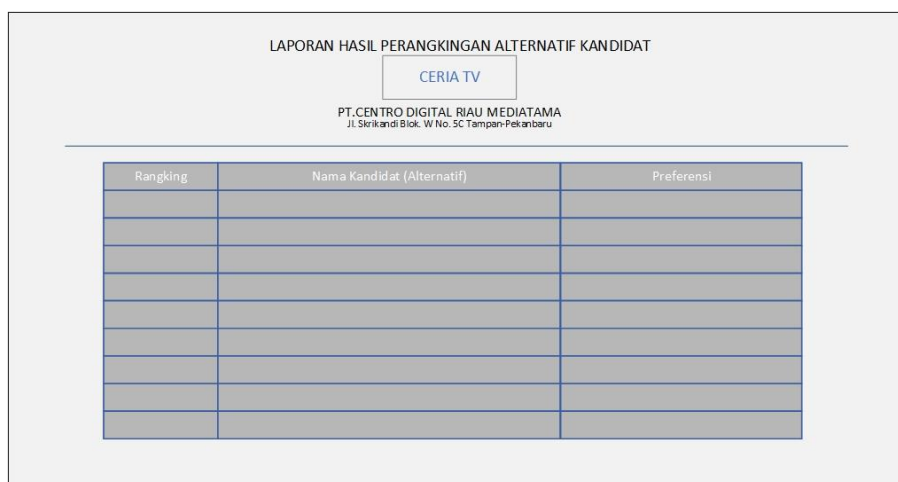 LAPORAN HASIL PERANGKINGAN ALTERNATIF KANDIDAT
CERIA TV
PT.CENTRO DIGITAL RIAU MEDIATAMA
Jl. Skrikandi Blok. W No. 5C Tampan-Pekanbaru
Rangking Nama Kandidat (Alternatif) Preferensi